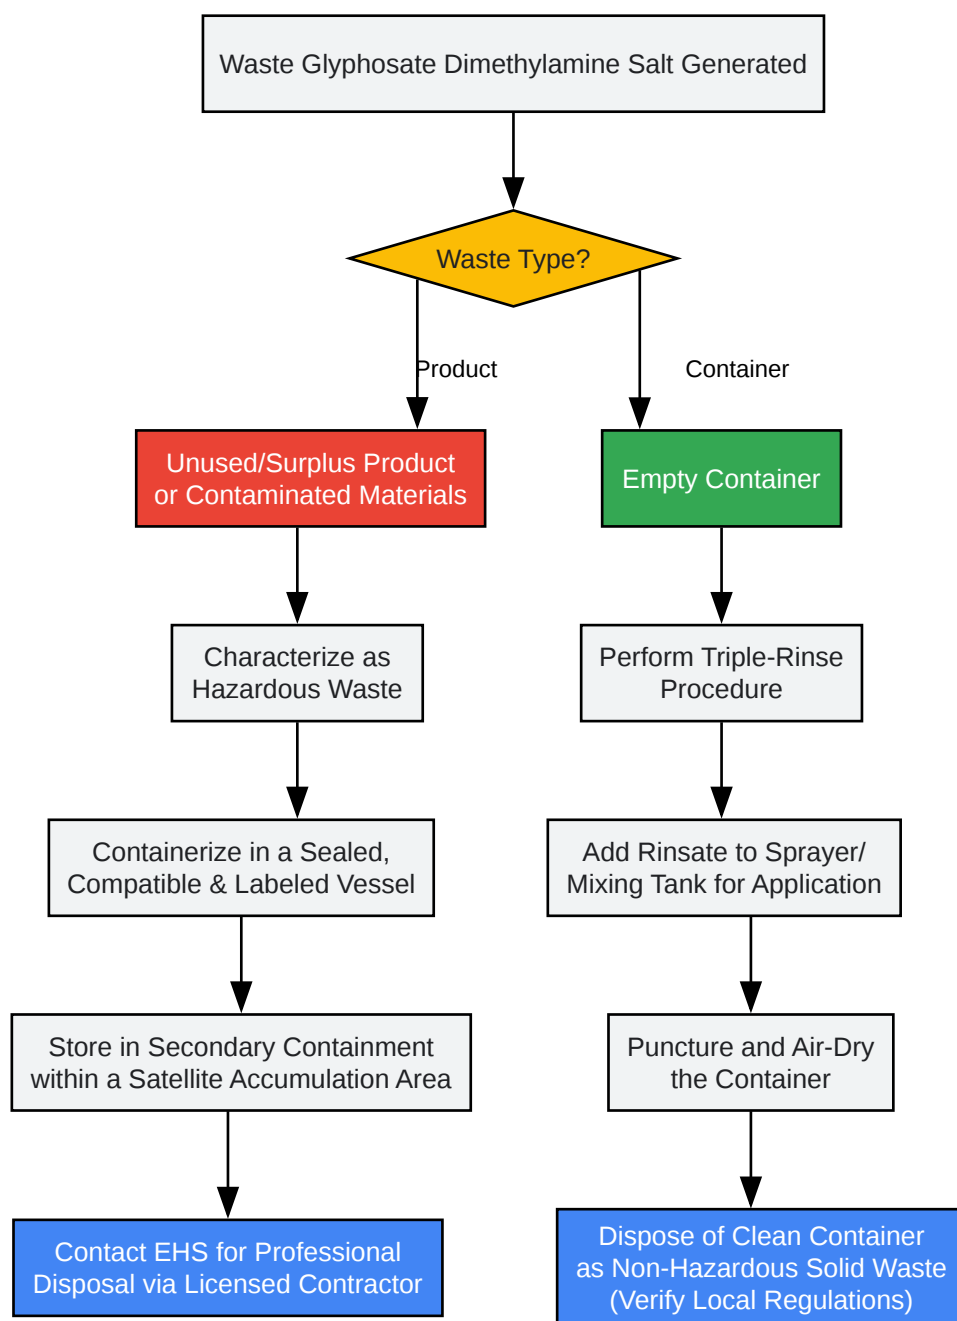 Waste Glyphosate Dimethylamine Salt Generated
Waste Type?
Product
Container
Unused/Surplus Product
or Contaminated Materials
Empty Container
Characterize as
Hazardous Waste
Perform Triple-Rinse
Procedure
Containerize in a Sealed,
Compatible & Labeled Vessel
Add Rinsate to Sprayer/
Mixing Tank for Application
Store in Secondary Containment
within a Satellite Accumulation Area
Puncture and Air-Dry
the Container
Contact EHS for Professional
Disposal via Licensed Contractor
Dispose of Clean Container
as Non-Hazardous Solid Waste
(Verify Local Regulations)